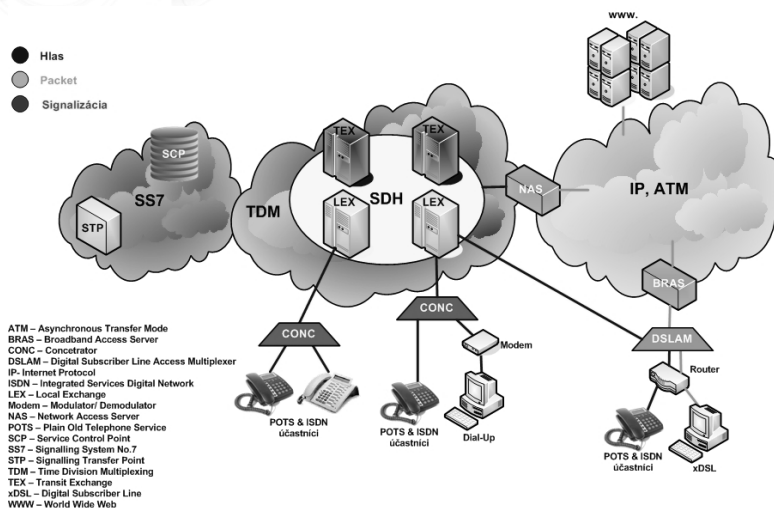 www.
Hlas
Packet
Signalizácia
TEX
TEX
SCP
SS7
STP
TDM
SDH
LEX
LEX
NAS
IP, ATM
BRAS
CONC
CONC
DSLAM
Modem
Router
POTS & ISDN
účastníci
POTS & ISDN
účastníci
Dial-Up
POTS & ISDN
účastníci
xDSL
ATM – Asynchronous Transfer Mode
BRAS – Broadband Access Server
CONC – Concetrator
DSLAM – Digital Subscriber Line Access Multiplexer
IP- Internet Protocol
ISDN – Integrated Services Digital Network
LEX – Local Exchange
Modem – Modulator/ Demodulator
NAS – Network Access Server
POTS – Plain Old Telephone Service
SCP – Service Control Point
SS7 – Signalling System No.7
STP – Signalling Transfer Point
TDM – Time Division Multiplexing
TEX – Transit Exchange
xDSL – Digital Subscriber Line
WWW – World Wide Web